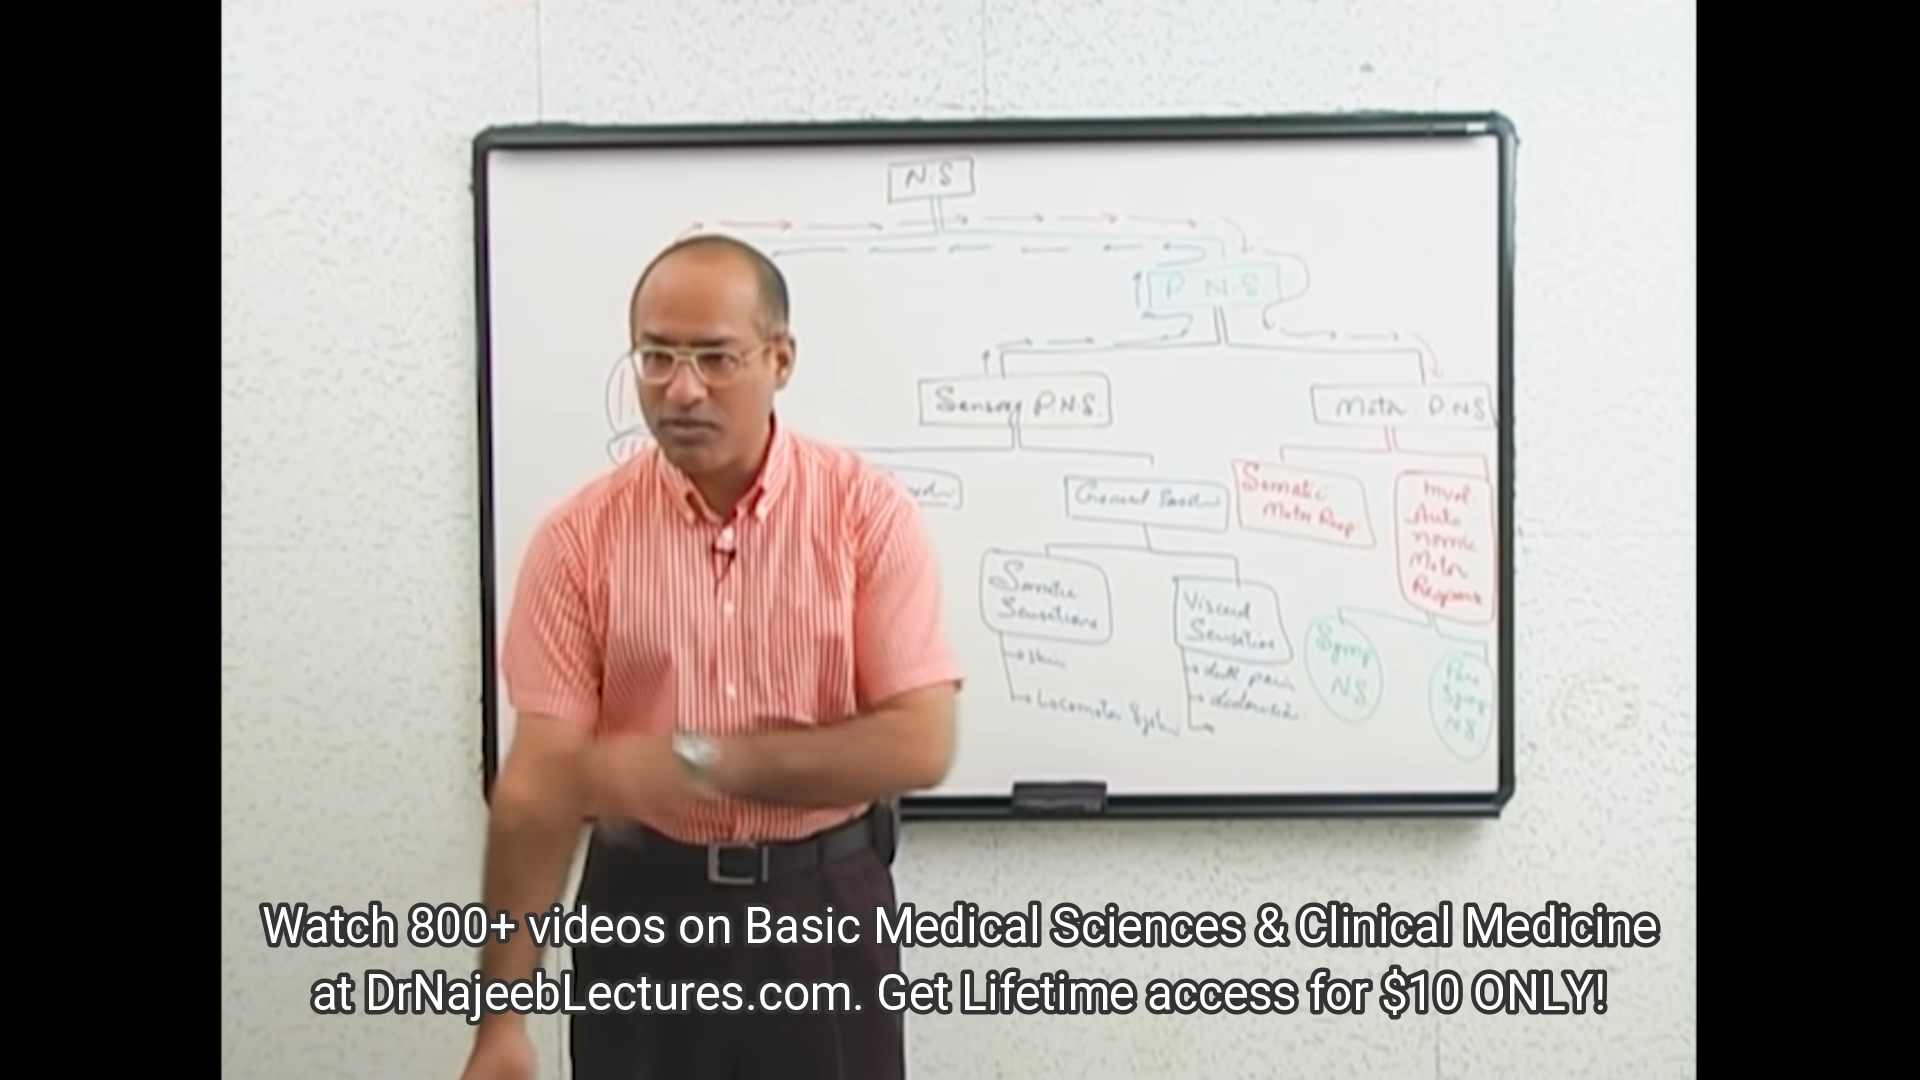 N.S
P N.S.
Sensory P.N.S.
Motor P.N.S
General Sens
Somatic
Motor Resp.
Invol.
Auto
nomic
Motor
Response
Somatic
Sensations
Visceral
Sensation
Symp
N.S
Para
Symp
NS
→ skin
→ dull pain
→ Locomotor System
→ distension
Watch 800+ videos on Basic Medical Sciences & Clinical Medicine
at DrNajeebLectures.com. Get Lifetime access for $10 ONLY!